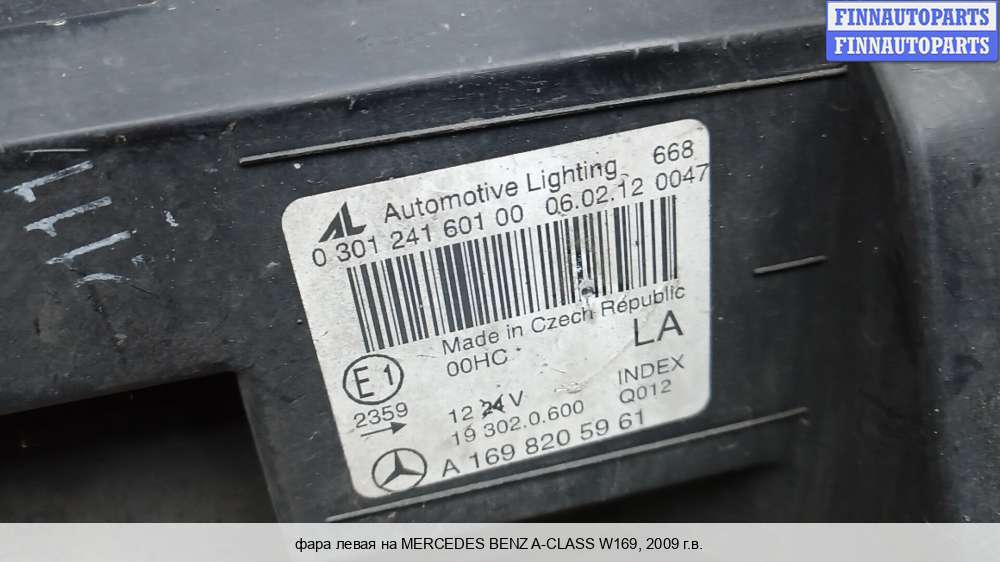 FINNAUTOPARTS
FINNAUTOPARTS
AL Automotive Lighting 668
0 301 241 601 00 06.02.12 0047
Made in Czech Republic
00HC LA
E1
2359
12 24 V INDEX
19 302.0.600 Q012
A 169 820 59 61
фара левая на MERCEDES BENZ A-CLASS W169, 2009 г.в.